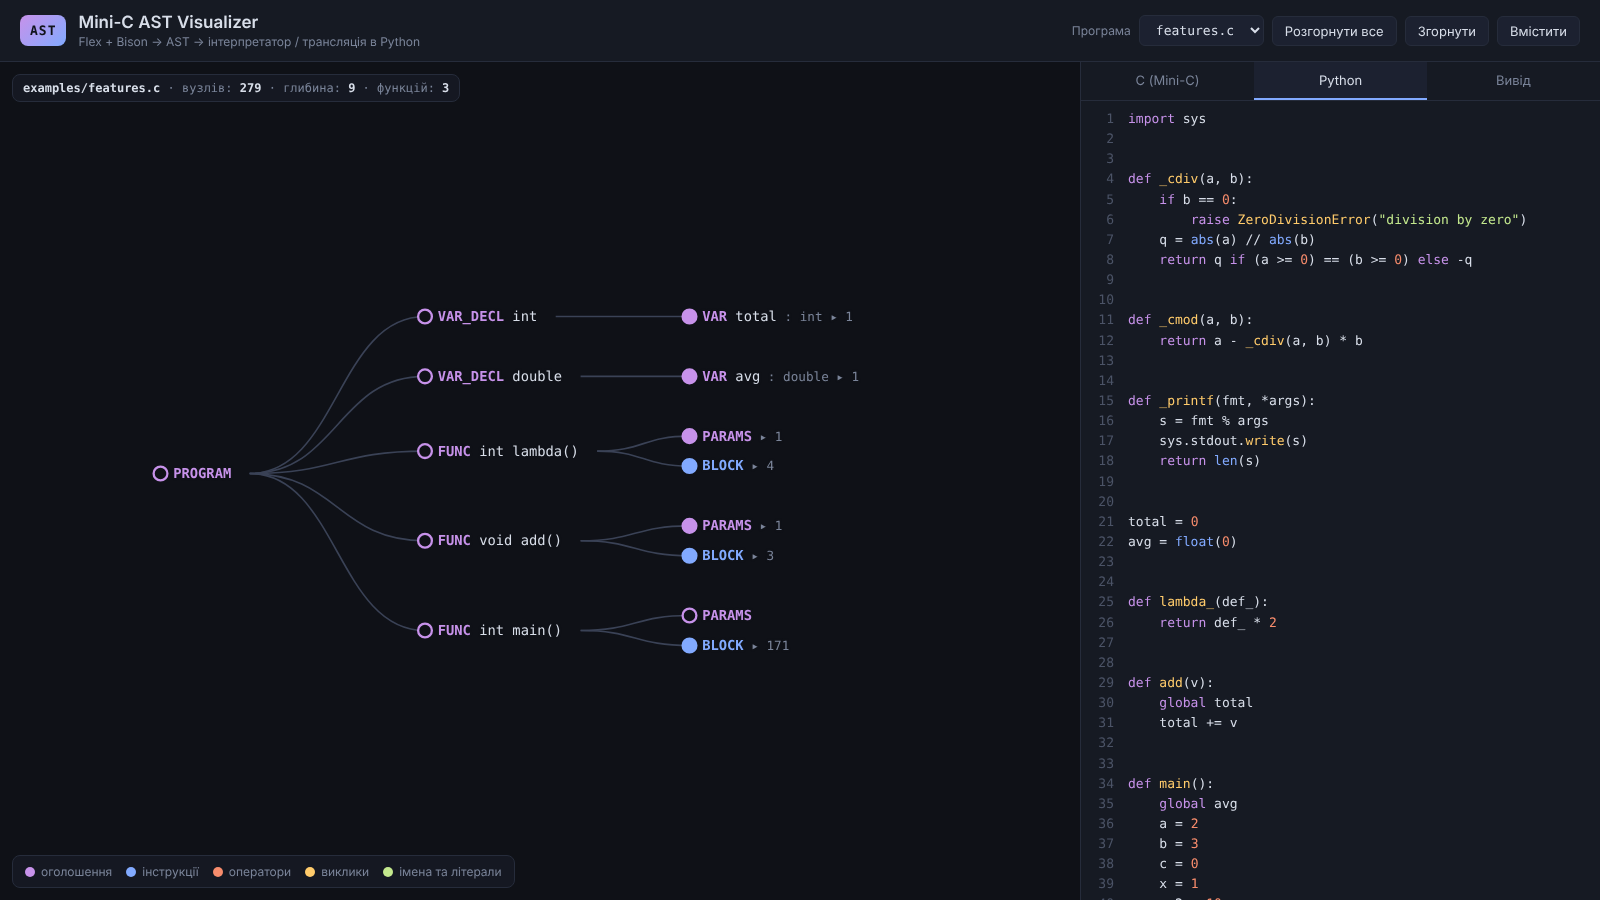 AST
Mini-C AST Visualizer
Flex + Bison → AST → інтерпретатор / трансляція в Python
Програма
features.c
Розгорнути все
Згорнути
Вмістити
examples/features.c · вузлів: 279 · глибина: 9 · функцій: 3
PROGRAM
VAR_DECL int
VAR total : int ▸ 1
VAR_DECL double
VAR avg : double ▸ 1
FUNC int lambda()
PARAMS ▸ 1
BLOCK ▸ 4
FUNC void add()
PARAMS ▸ 1
BLOCK ▸ 3
FUNC int main()
PARAMS
BLOCK ▸ 171
оголошення
інструкції
оператори
виклики
імена та літерали
C (Mini-C)
Python
Вивід
1 import sys
2
3
4 def _cdiv(a, b):
5     if b == 0:
6         raise ZeroDivisionError("division by zero")
7     q = abs(a) // abs(b)
8     return q if (a >= 0) == (b >= 0) else -q
9
10
11 def _cmod(a, b):
12     return a - _cdiv(a, b) * b
13
14
15 def _printf(fmt, *args):
16     s = fmt % args
17     sys.stdout.write(s)
18     return len(s)
19
20
21 total = 0
22 avg = float(0)
23
24
25 def lambda_(def_):
26     return def_ * 2
27
28
29 def add(v):
30     global total
31     total += v
32
33
34 def main():
35     global avg
36     a = 2
37     b = 3
38     c = 0
39     x = 1